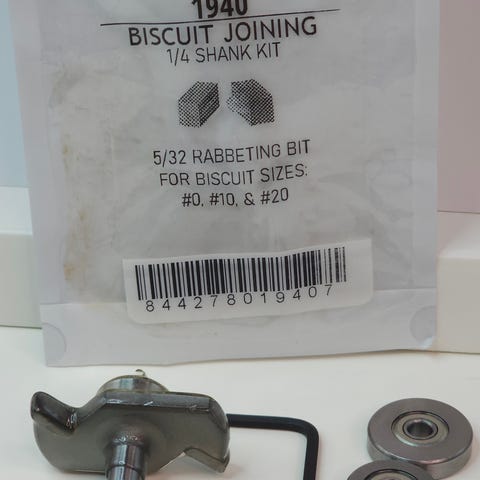 1940
BISCUIT JOINING
1/4 SHANK KIT
5/32 RABBETING BIT
FOR BISCUIT SIZES:
#0, #10, & #20
844278019407